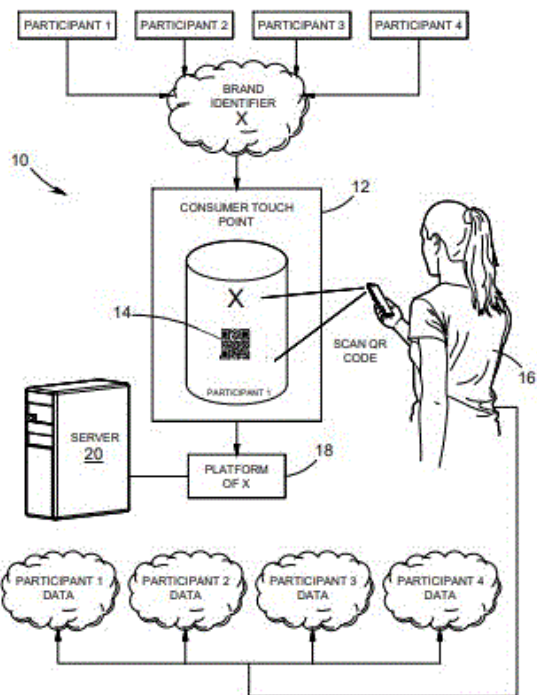 PARTICIPANT 1
PARTICIPANT 2
PARTICIPANT 3
PARTICIPANT 4
BRAND
IDENTIFIER
X
10
12
CONSUMER TOUCH
POINT
X
14
SCAN QR
CODE
16
PARTICIPANT 1
SERVER
20
PLATFORM
OF X
18
PARTICIPANT 1
DATA
PARTICIPANT 2
DATA
PARTICIPANT 3
DATA
PARTICIPANT 4
DATA